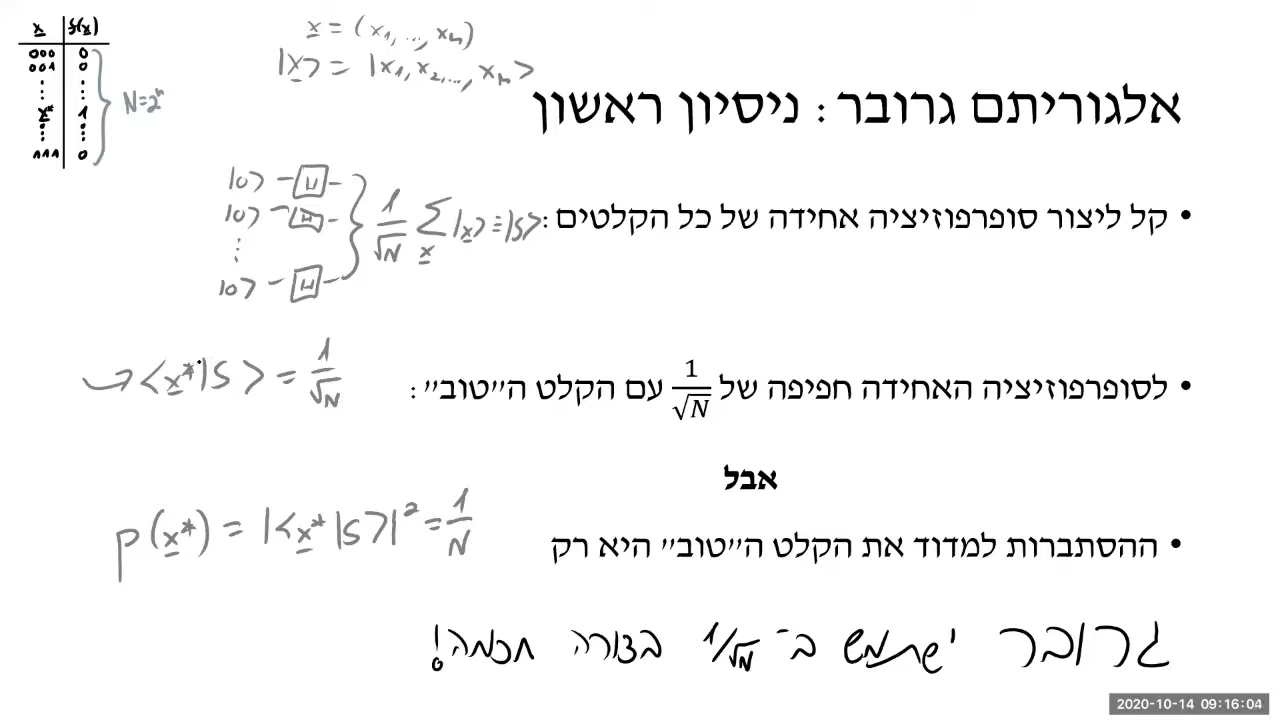 x f(x)
000 0
001 0
⋮ ⋮
x* 1
⋮ 0
⋮ ⋮
111 0
N=2ⁿ
x = (x₁, ..., xₙ)
|x> = |x₁, x₂, ..., xₙ>
אלגוריתם גרובר: ניסיון ראשון
• קל ליצור סופרפוזיציה אחידה של כל הקלטים:
|0> – H –
|0> – H –
⋮
|0> – H –
} 1/√N Σₓ |x> ≡ |s>
• לסופרפוזיציה האחידה חפיפה של 1/√N עם הקלט ה״טוב״:
→ <x*|s> = 1/√N
אבל
• ההסתברות למדוד את הקלט ה״טוב״ היא רק
p(x*) = |<x*|s>|² = 1/N
גרובר ישתמש ב-1/√N בצורה חכמה!
2020-10-14 09:16:04